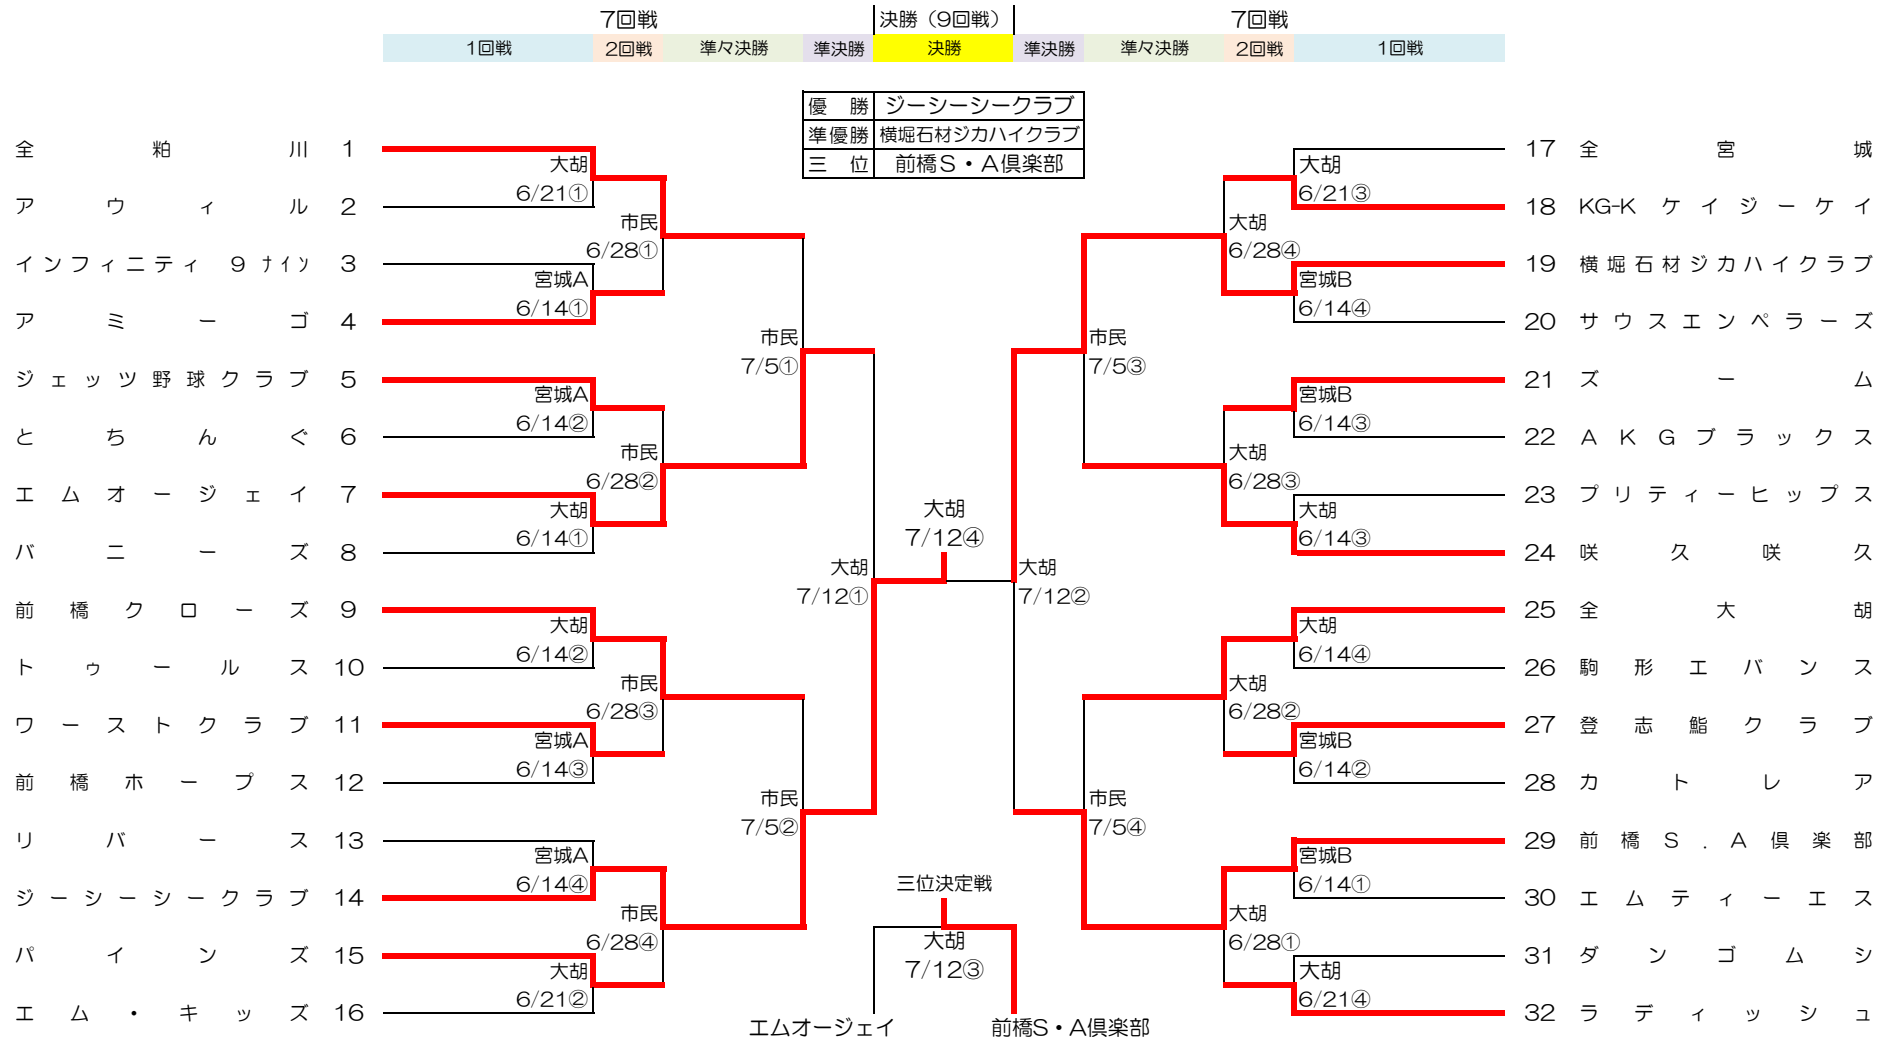 7回戦 決勝（9回戦） 7回戦
1回戦 2回戦 準々決勝 準決勝 決勝 準決勝 準々決勝 2回戦 1回戦
優勝 ジーシーシークラブ
準優勝 横堀石材ジカハイクラブ
三位 前橋S・A倶楽部
全粕川 1
大胡
6/21①
アウィル 2
市民
6/28①
インフィニティ 9 ナイン 3
宮城A
6/14①
アミーゴ 4
市民
7/5①
ジェッツ野球クラブ 5
宮城A
6/14②
とちんぐ 6
市民
6/28②
エムオージェイ 7
大胡
6/14①
バニーズ 8
大胡
7/12①
前橋クローズ 9
大胡
6/14②
トゥールス 10
市民
6/28③
ワーストクラブ 11
宮城A
6/14③
前橋ホープス 12
市民
7/5②
リバース 13
宮城A
6/14④
ジーシーシークラブ 14
市民
6/28④
パインズ 15
大胡
6/21②
エム・キッズ 16
大胡
7/12④
三位決定戦
大胡
7/12③
エムオージェイ 前橋S・A倶楽部
17 全宮城
大胡
6/21③
18 KG-K ケイジーケイ
大胡
6/28④
19 横堀石材ジカハイクラブ
宮城B
6/14④
20 サウスエンペラーズ
市民
7/5③
21 ズーム
宮城B
6/14③
22 AKGブラックス
大胡
6/28③
23 プリティーヒップス
大胡
6/14③
24 咲久咲久
大胡
7/12②
25 全大胡
大胡
6/14④
26 駒形エバンス
大胡
6/28②
27 登志鮨クラブ
宮城B
6/14②
28 カトレア
市民
7/5④
29 前橋S.A倶楽部
宮城B
6/14①
30 エムティーエス
大胡
6/28①
31 ダンゴムシ
大胡
6/21④
32 ラディッシュ